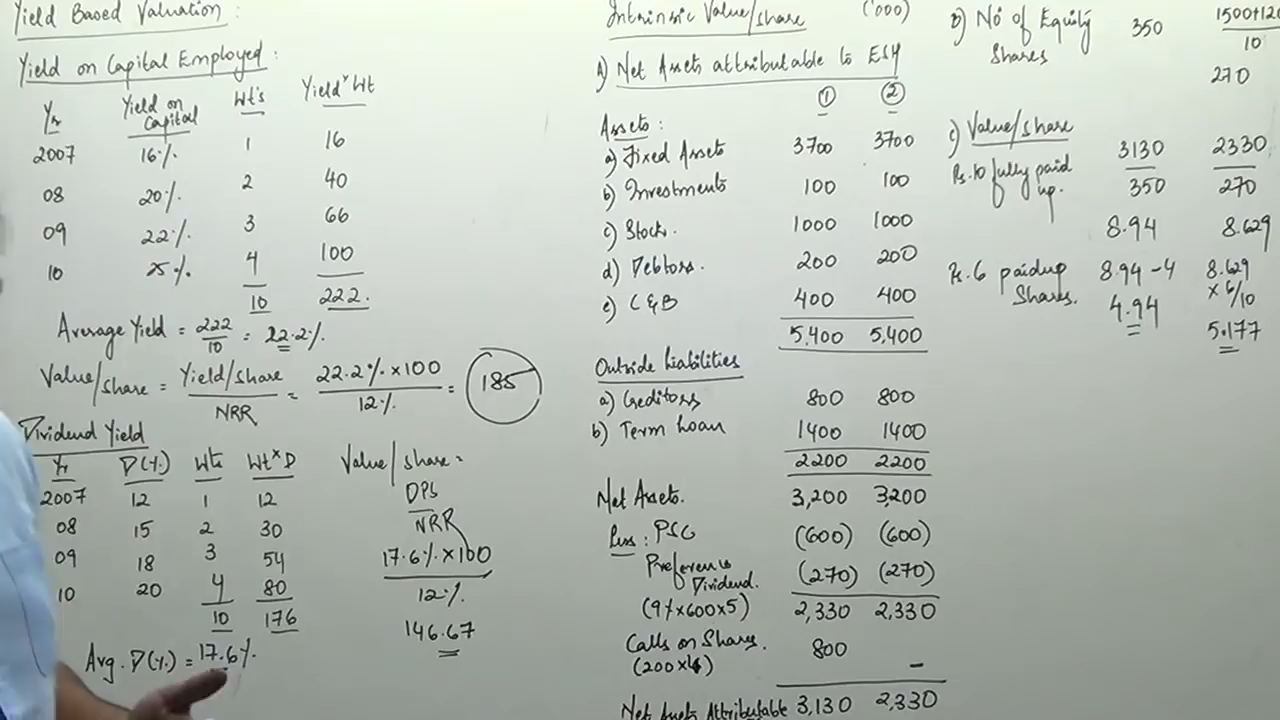 Yield Based Valuation :
Yield on Capital Employed :
Yr Yield on Capital Wt's Yield x Wt
2007 16% 1 16
08 20% 2 40
09 22% 3 66
10 25% 4 100
10 222.
Average Yield = 222/10 = 22.2%.
Value/share = Yield/share / NRR = 22.2% x 100 / 12% = 185
Dividend Yield
Yr D(%) Wts Wt x D
2007 12 1 12
08 15 2 30
09 18 3 54
10 20 4 80
10 176
Avg. D(%) = 17.6%.
Value/share =
DPS
NRR
17.6% x 100
12%.
146.67
Intrinsic Value/share ('000)
A) Net Assets attributable to ESH
① ②
Assets :
a) Fixed Assets 3700 3700
b) Investments 100 100
c) Stock. 1000 1000
d) Debtors. 200 200
e) C&B 400 400
5,400 5,400
Outside Liabilities
a) Creditors 800 800
b) Term Loan 1400 1400
2200 2200
Net Assets. 3,200 3,200
Less : PSC (600) (600)
Preference Dividend. (270) (270)
(9%x600x5) 2,330 2,330
Calls on Shares 800 -
(200x4)
Net Assets Attributable 3,130 2,330
B) No of Equity Shares 350 1500+120
10
270
c) Value/share
Rs.10 fully paid up. 3130/350 2330/270
8.94 8.629
Rs.6 paidup Shares. 8.94-4 8.629 x 6/10
4.94 5.177